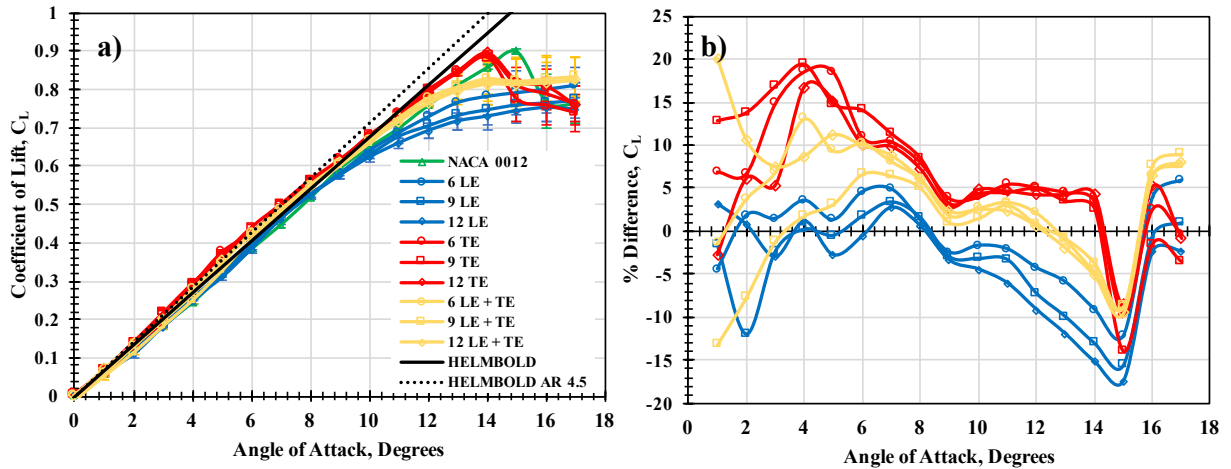 a)
Coefficient of Lift, C_L
1
0.9
0.8
0.7
0.6
0.5
0.4
0.3
0.2
0.1
0
NACA 0012
6 LE
9 LE
12 LE
6 TE
9 TE
12 TE
6 LE + TE
9 LE + TE
12 LE + TE
HELMBOLD
HELMBOLD AR 4.5
0 2 4 6 8 10 12 14 16 18
Angle of Attack, Degrees
b)
% Difference, C_L
25
20
15
10
5
0
-5
-10
-15
-20
0 2 4 6 8 10 12 14 16 18
Angle of Attack, Degrees